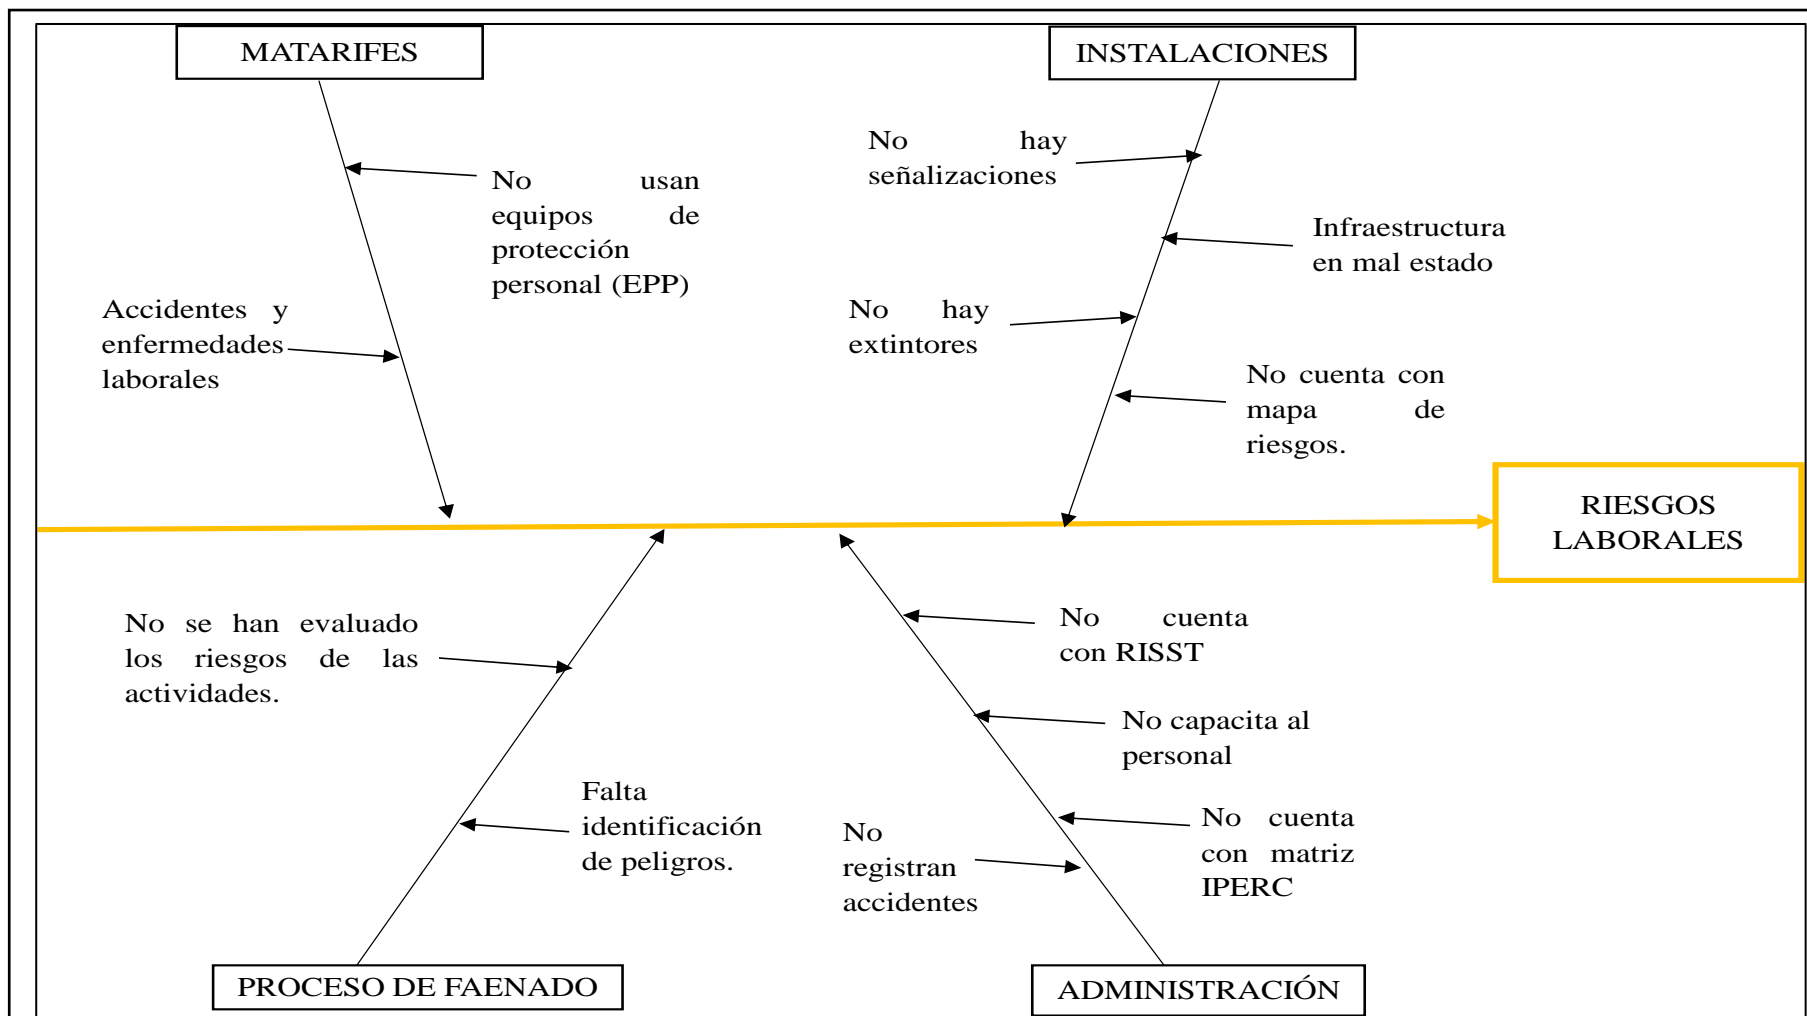 MATARIFES
INSTALACIONES
No usan
equipos de
protección
personal (EPP)
Accidentes y
enfermedades
laborales
No hay
señalizaciones
Infraestructura
en mal estado
No hay
extintores
No cuenta con
mapa de
riesgos.
RIESGOS
LABORALES
No se han evaluado
los riesgos de las
actividades.
Falta
identificación
de peligros.
No cuenta
con RISST
No capacita al
personal
No cuenta
con matriz
IPERC
No
registran
accidentes
PROCESO DE FAENADO
ADMINISTRACIÓN